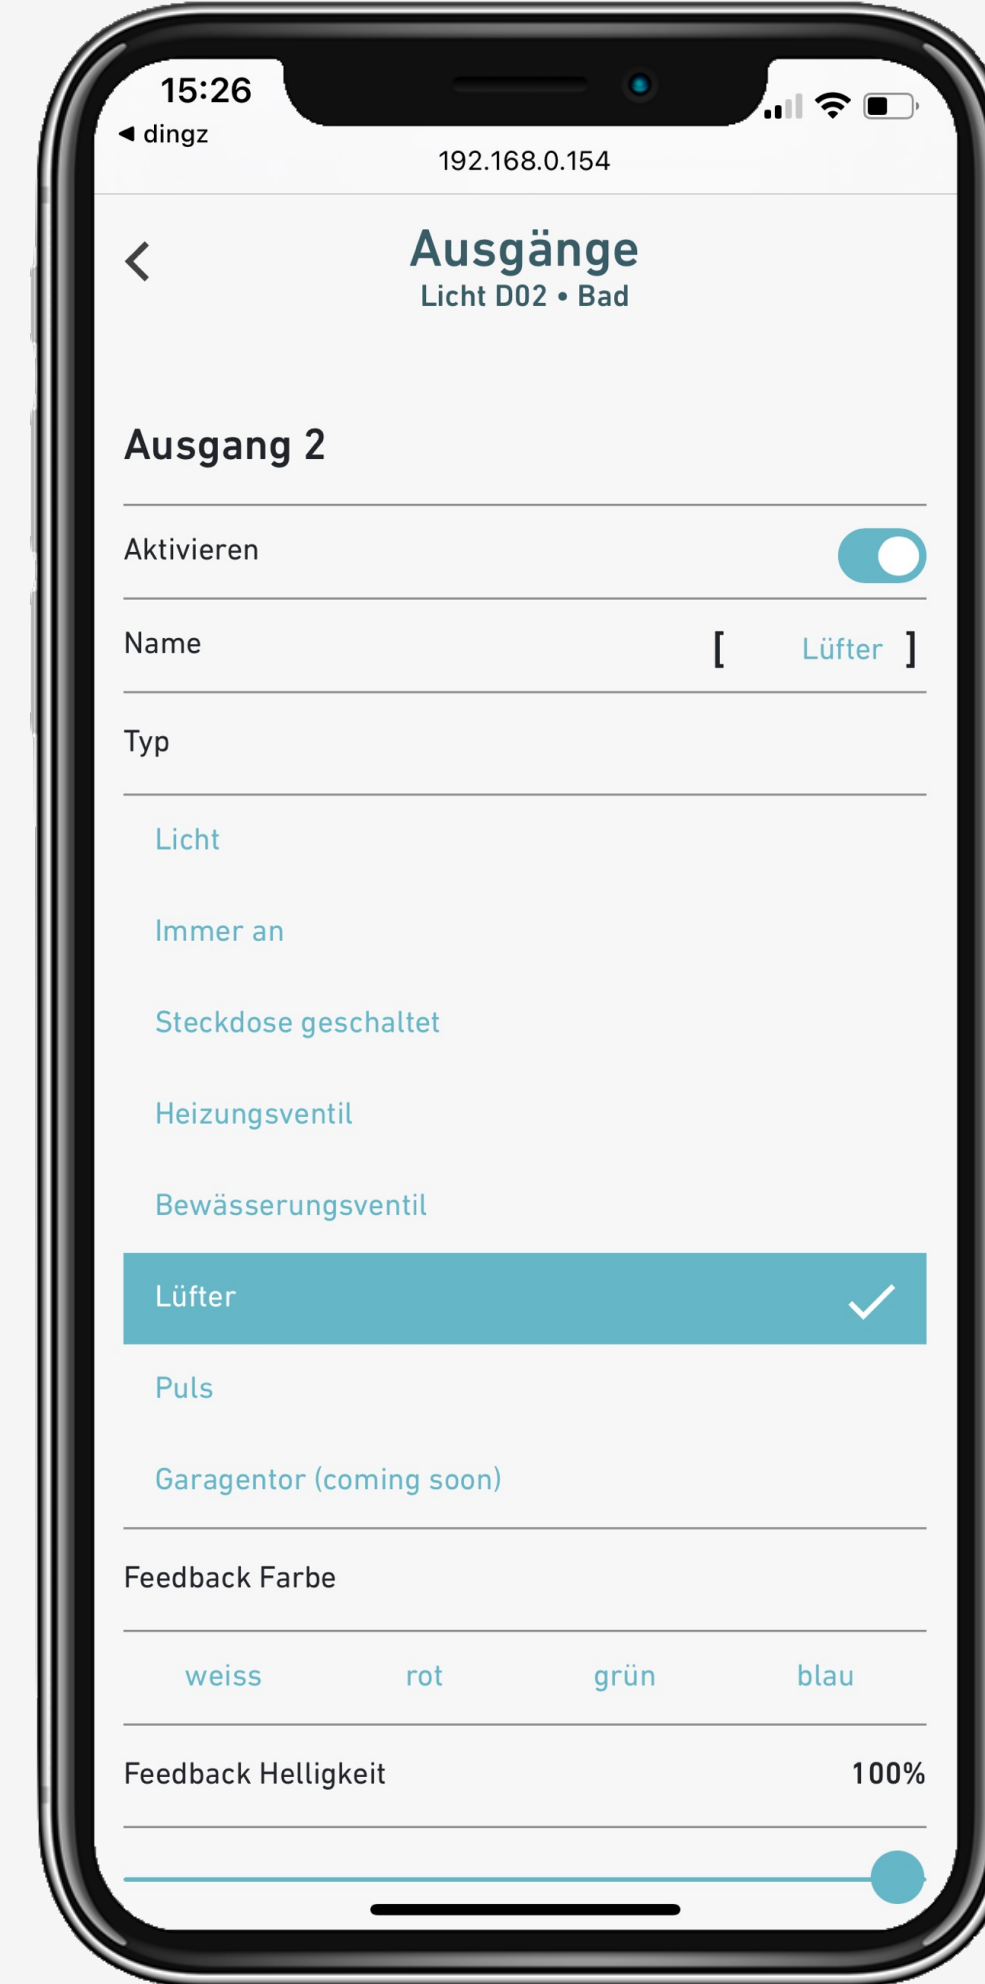 15:26
◀ dingz
192.168.0.154
Ausgänge
Licht D02 • Bad
Ausgang 2
Aktivieren
Name [ Lüfter ]
Typ
Licht
Immer an
Steckdose geschaltet
Heizungsventil
Bewässerungsventil
Lüfter
Puls
Garagentor (coming soon)
Feedback Farbe
weiss rot grün blau
Feedback Helligkeit 100%